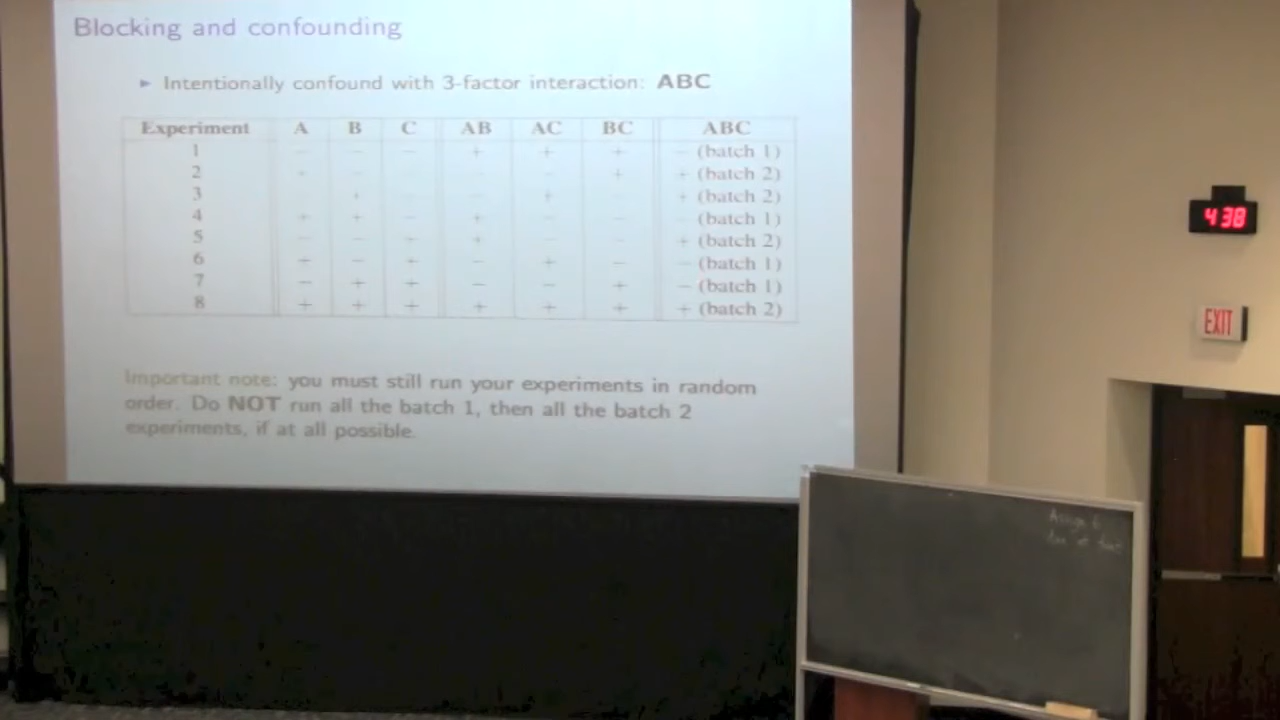 Blocking and confounding
► Intentionally confound with 3-factor interaction: ABC
Experiment A B C AB AC BC ABC
1 − − − + + + − (batch 1)
2 + − + + (batch 2)
3 + + + (batch 2)
4 + + − + − − − (batch 1)
5 − − + + − − + (batch 2)
6 + − + − + − − (batch 1)
7 − + + − − + − (batch 1)
8 + + + + + + + (batch 2)
Important note: you must still run your experiments in random
order. Do NOT run all the batch 1, then all the batch 2
experiments, if at all possible.
4 38
EXIT